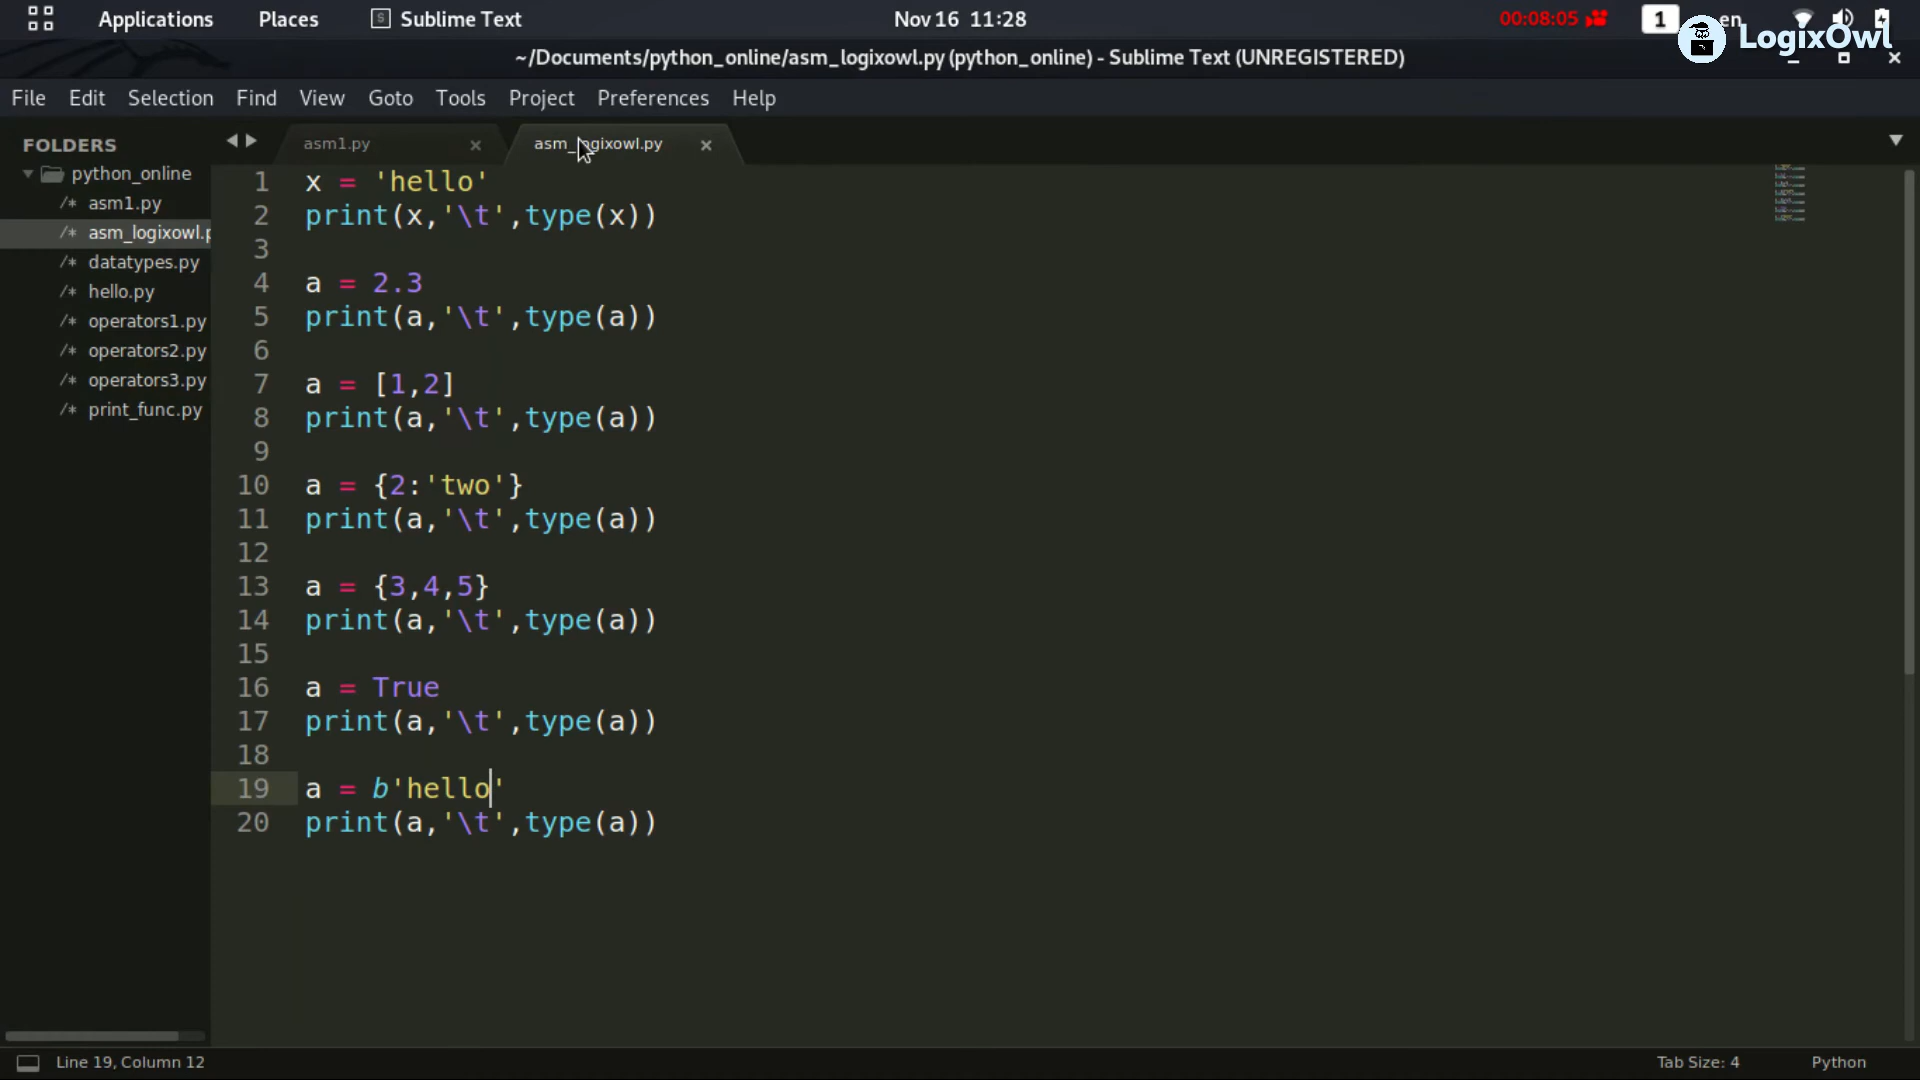 Applications Places Sublime Text Nov 16 11:28 00:08:05 1 en
LogixOwl
~/Documents/python_online/asm_logixowl.py (python_online) - Sublime Text (UNREGISTERED)
File Edit Selection Find View Goto Tools Project Preferences Help
FOLDERS
python_online
/* asm1.py
/* asm_logixowl.p
/* datatypes.py
/* hello.py
/* operators1.py
/* operators2.py
/* operators3.py
/* print_func.py
asm1.py × asm_logixowl.py ×
1 x = 'hello'
2 print(x,'\t',type(x))
3
4 a = 2.3
5 print(a,'\t',type(a))
6
7 a = [1,2]
8 print(a,'\t',type(a))
9
10 a = {2:'two'}
11 print(a,'\t',type(a))
12
13 a = {3,4,5}
14 print(a,'\t',type(a))
15
16 a = True
17 print(a,'\t',type(a))
18
19 a = b'hello'
20 print(a,'\t',type(a))
Line 19, Column 12 Tab Size: 4 Python